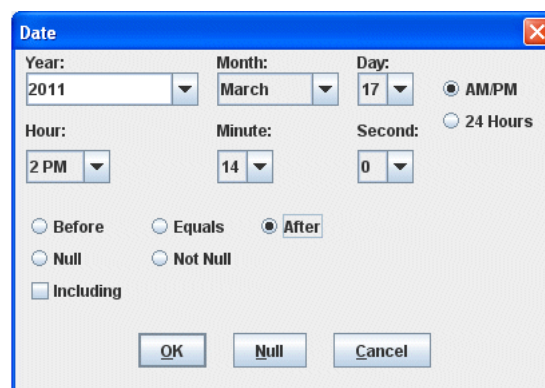 Date
Year: Month: Day:
2011 March 17 AM/PM
24 Hours
Hour: Minute: Second:
2 PM 14 0
Before Equals After
Null Not Null
Including
OK Null Cancel